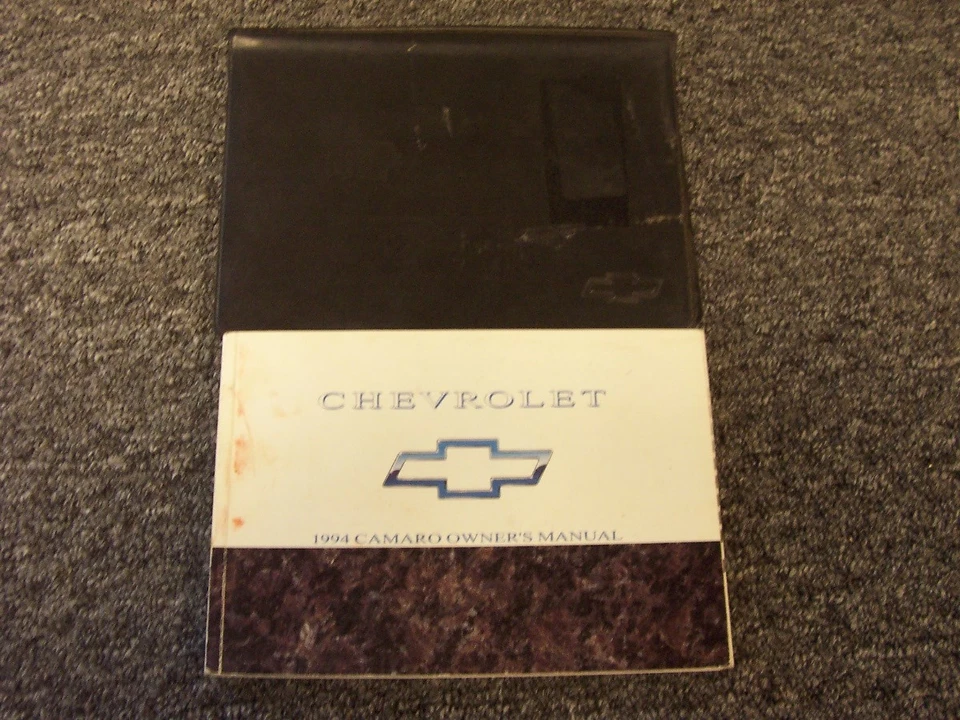 CHEVROLET
1994 CAMARO OWNER'S MANUAL